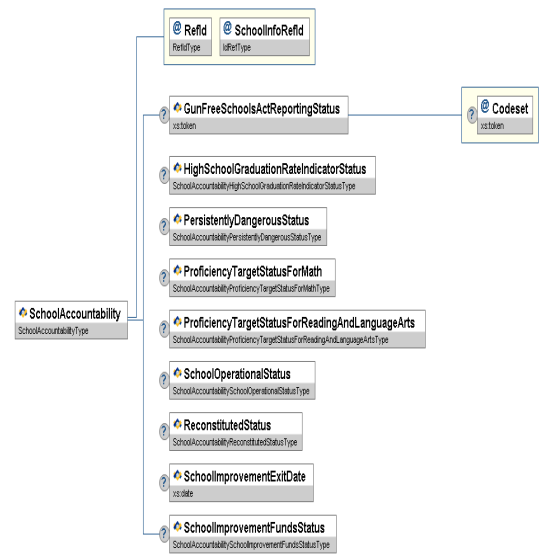 @ RefId
RefIdType
@ SchoolInfoRefId
IdRefType
? GunFreeSchoolsActReportingStatus
xs:token
? @ Codeset
xs:token
? HighSchoolGraduationRateIndicatorStatus
SchoolAccountabilityHighSchoolGraduationRateIndicatorStatusType
? PersistentlyDangerousStatus
SchoolAccountabilityPersistentlyDangerousStatusType
? ProficiencyTargetStatusForMath
SchoolAccountabilityProficiencyTargetStatusForMathType
SchoolAccountability
SchoolAccountabilityType
? ProficiencyTargetStatusForReadingAndLanguageArts
SchoolAccountabilityProficiencyTargetStatusForReadingAndLanguageArtsType
? SchoolOperationalStatus
SchoolAccountabilitySchoolOperationalStatusType
? ReconstitutedStatus
SchoolAccountabilityReconstitutedStatusType
? SchoolImprovementExitDate
xs:date
? SchoolImprovementFundsStatus
SchoolAccountabilitySchoolImprovementFundsStatusType